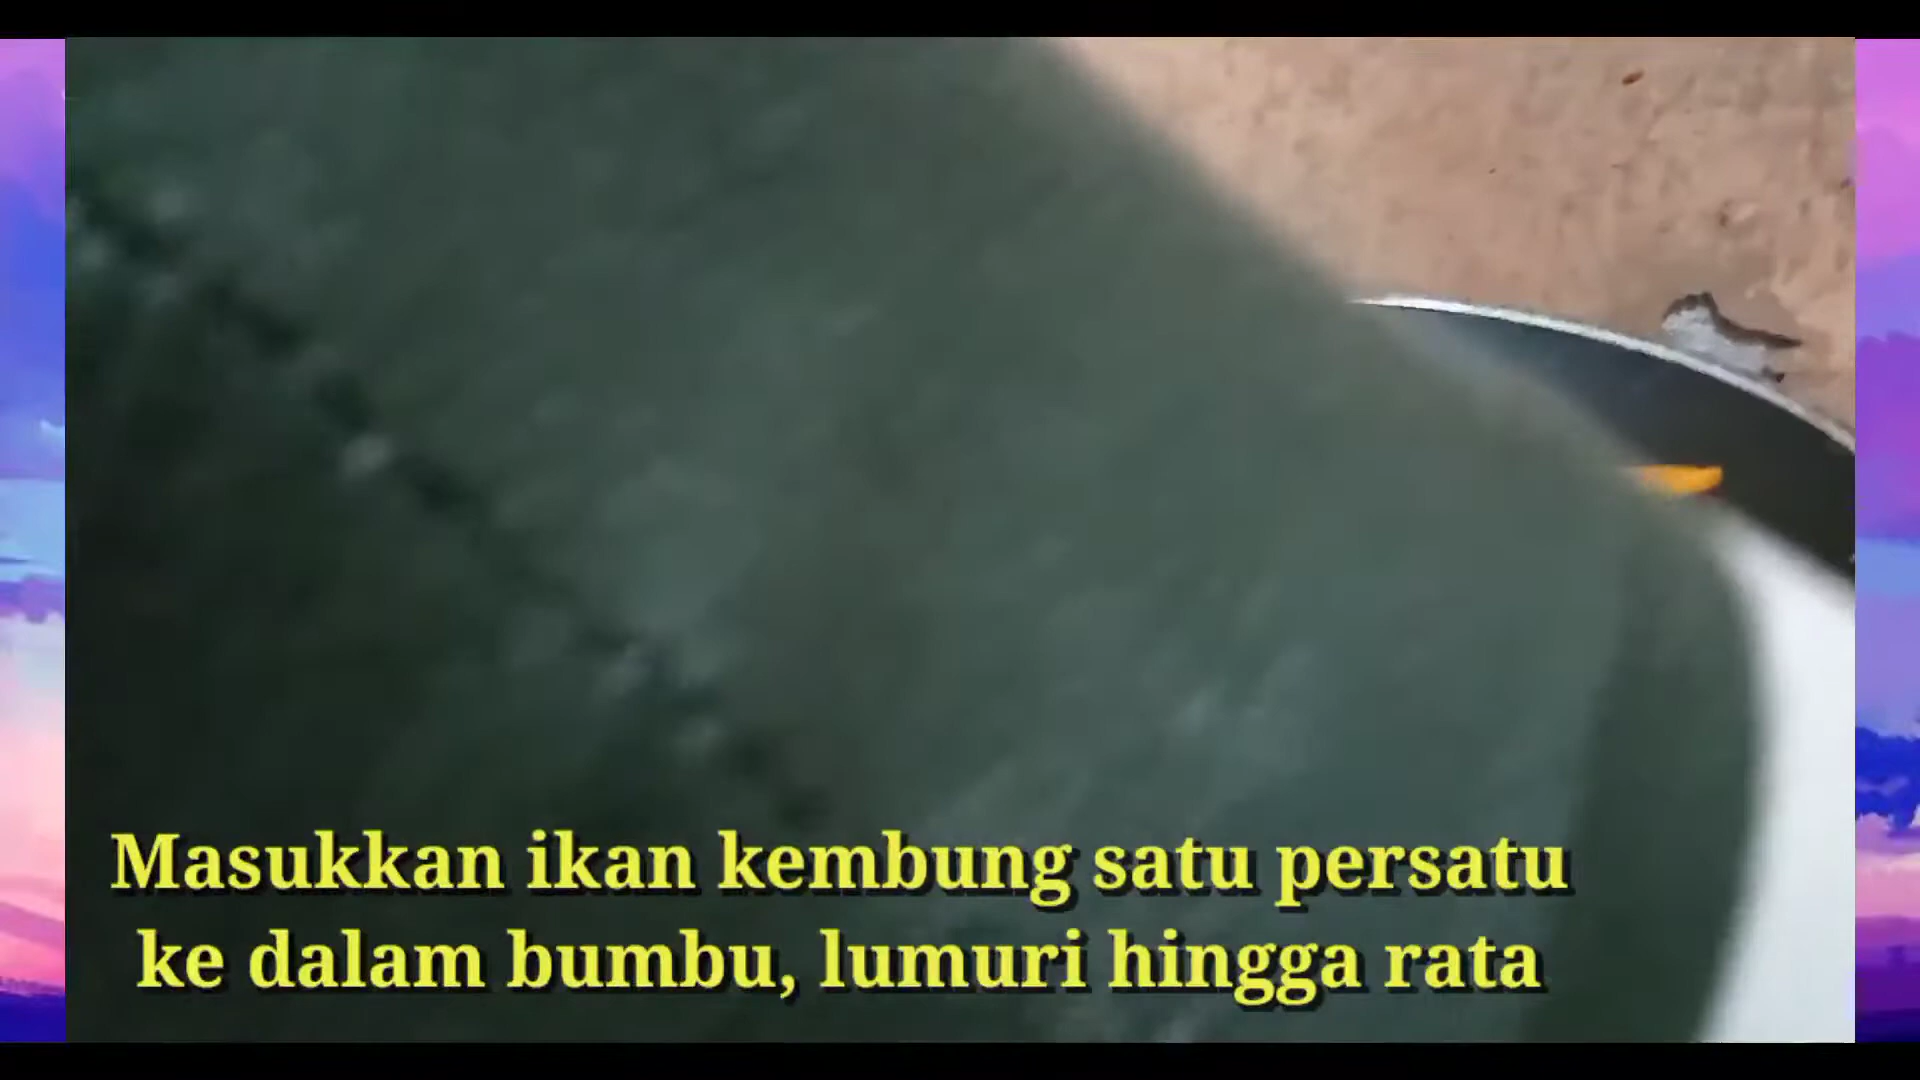 Masukkan ikan kembung satu persatu
ke dalam bumbu, lumuri hingga rata